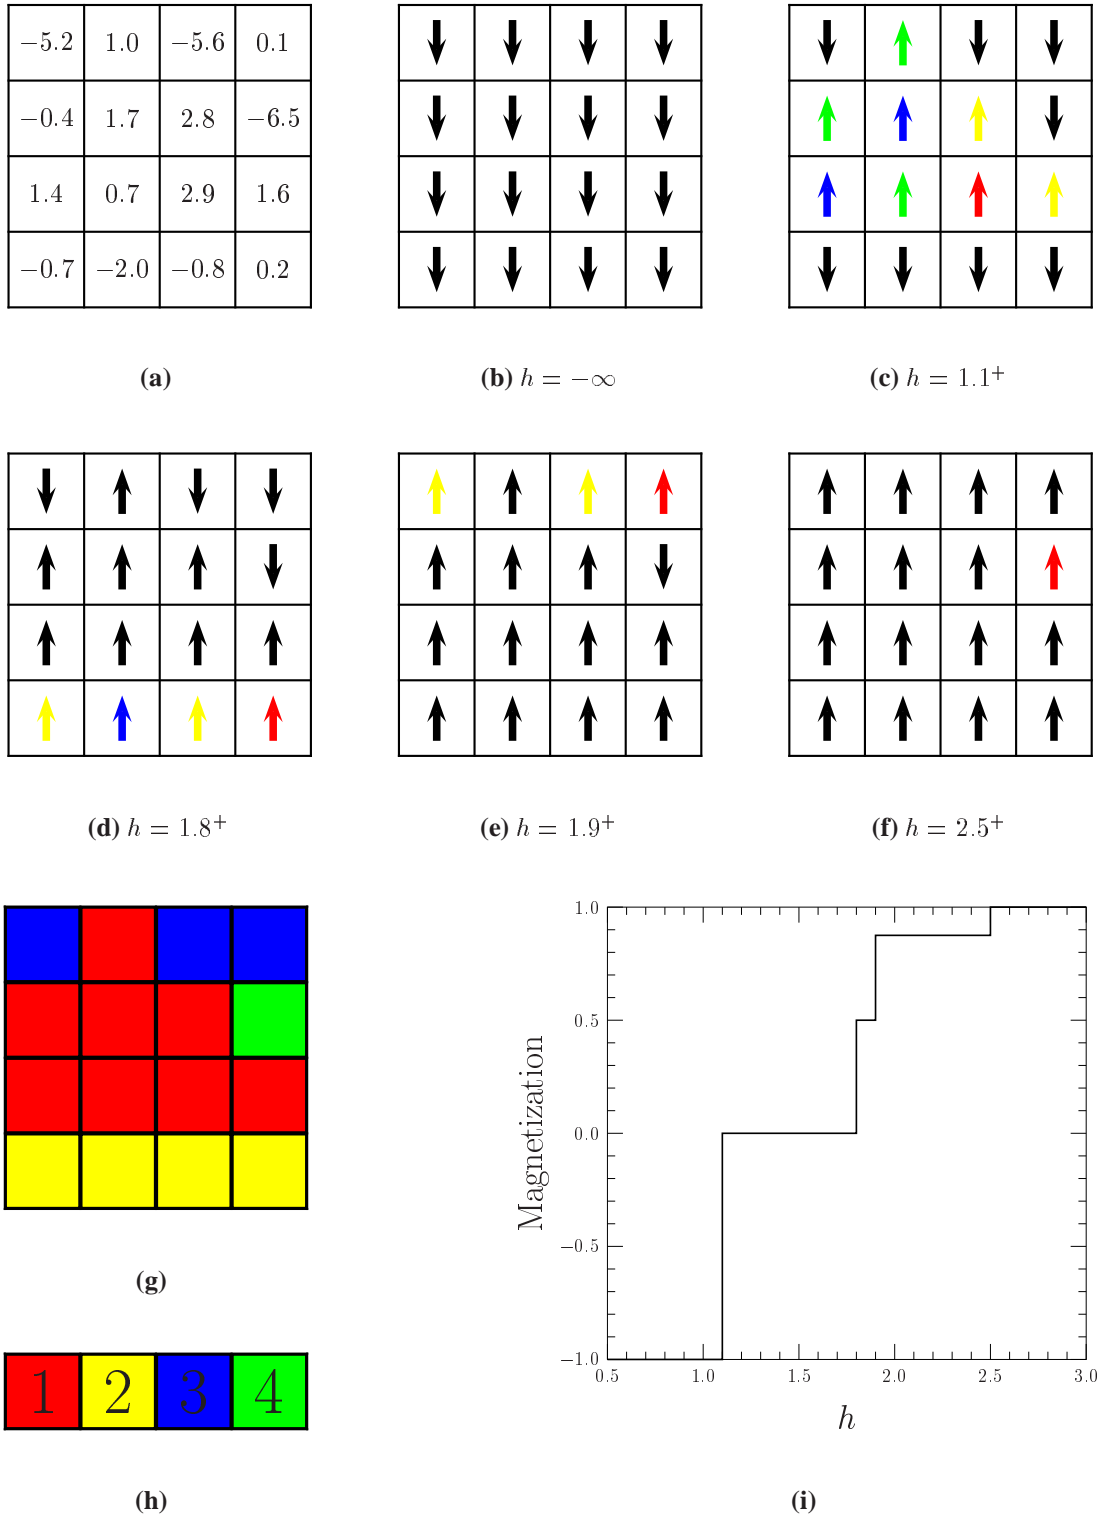 −5.2 1.0 −5.6 0.1
−0.4 1.7 2.8 −6.5
1.4 0.7 2.9 1.6
−0.7 −2.0 −0.8 0.2
(a)
(b) h = −∞
(c) h = 1.1⁺
(d) h = 1.8⁺
(e) h = 1.9⁺
(f) h = 2.5⁺
(g)
1 2 3 4
(h)
Magnetization
1.0
0.5
0.0
−0.5
−1.0
0.5 1.0 1.5 2.0 2.5 3.0
h
(i)